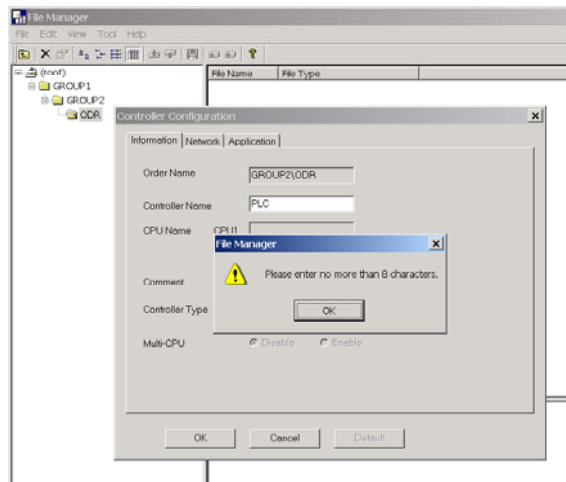 File Manager
File Edit View Tool Help
(root)
GROUP1
GROUP2
ODR
File Name File Type
Controller Configuration
Information Network Application
Order Name GROUP2\ODR
Controller Name PLC
CPU Name CPU1
File Manager
Please enter no more than 8 characters.
OK
Comment
Controller Type
Multi-CPU Disable Enable
OK Cancel Default